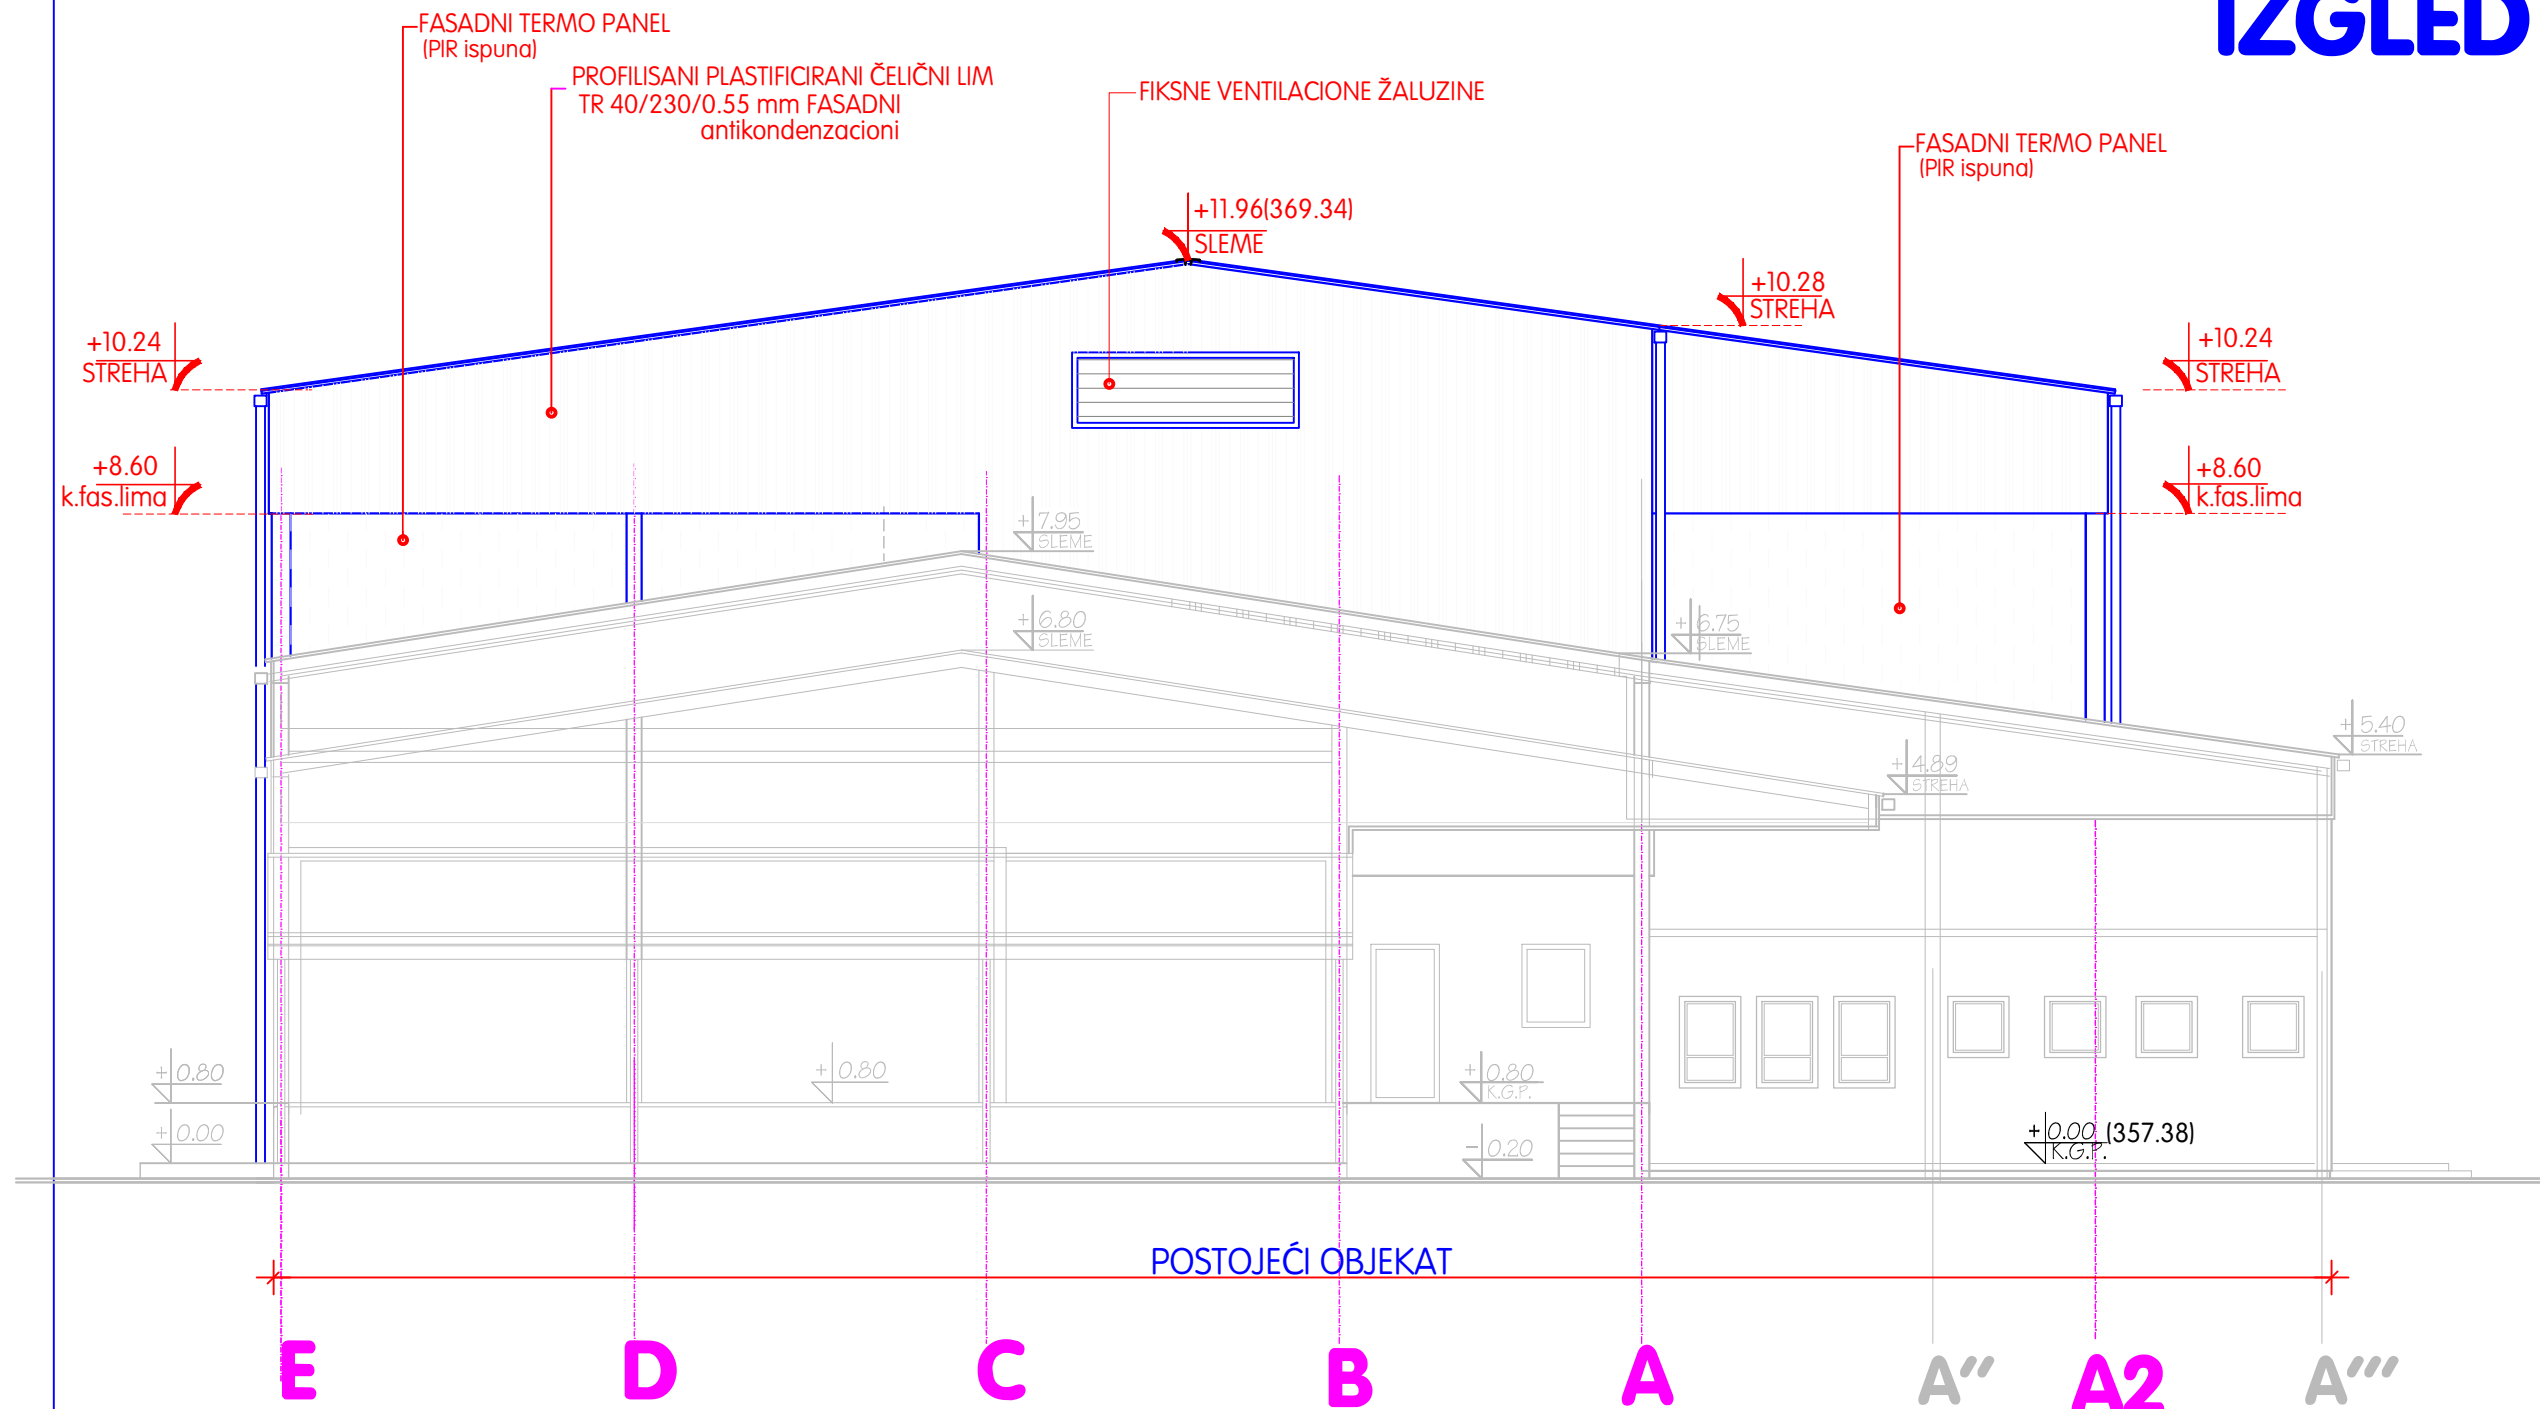 IZGLED
FASADNI TERMO PANEL
(PIR ispuna)
PROFILISANI PLASTIFICIRANI ČELIČNI LIM
TR 40/230/0.55 mm FASADNI
antikondenzacioni
FIKSNE VENTILACIONE ŽALUZINE
FASADNI TERMO PANEL
(PIR ispuna)
+11.96(369.34)
SLEME
+10.28
STREHA
+10.24
STREHA
+10.24
STREHA
+8.60
k.fas.lima
+8.60
k.fas.lima
+7.95
SLEME
+6.80
SLEME
+6.75
SLEME
+5.40
STREHA
+4.89
STREHA
+0.80
+0.80
+0.80
K.G.P.
+0.00
-0.20
+0.00 (357.38)
K.G.P.
POSTOJEĆI OBJEKAT
E
D
C
B
A
A″
A2
A‴